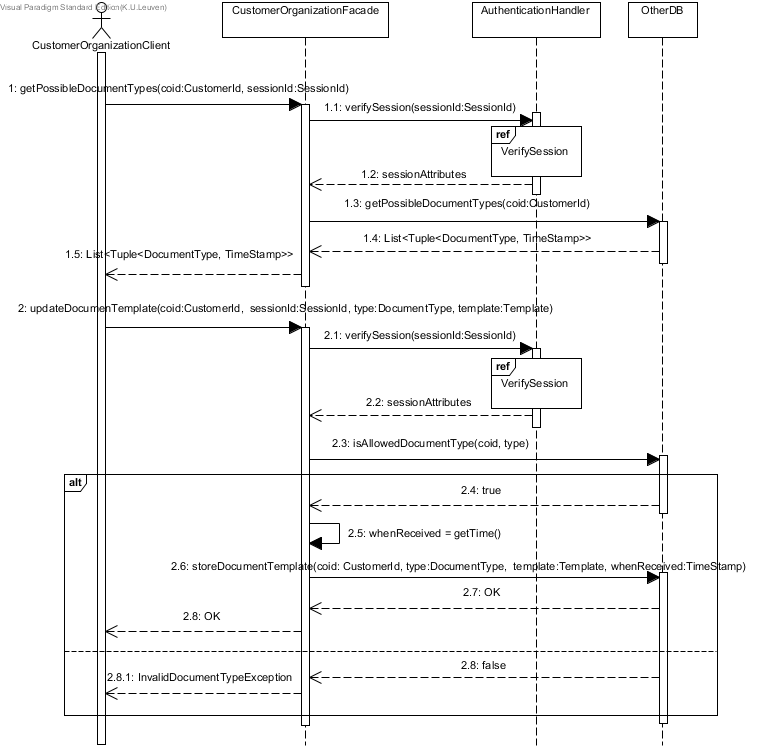 Visual Paradigm Standard Edition(K.U.Leuven)
CustomerOrganizationFacade
AuthenticationHandler
OtherDB
CustomerOrganizationClient
1: getPossibleDocumentTypes(coid:CustomerId, sessionId:SessionId)
1.1: verifySession(sessionId:SessionId)
ref
VerifySession
1.2: sessionAttributes
1.3: getPossibleDocumentTypes(coid:CustomerId)
1.4: List<Tuple<DocumentType, TimeStamp>>
1.5: List<Tuple<DocumentType, TimeStamp>>
2: updateDocumenTemplate(coid:CustomerId, sessionId:SessionId, type:DocumentType, template:Template)
2.1: verifySession(sessionId:SessionId)
ref
VerifySession
2.2: sessionAttributes
2.3: isAllowedDocumentType(coid, type)
alt
2.4: true
2.5: whenReceived = getTime()
2.6: storeDocumentTemplate(coid: CustomerId, type:DocumentType, template:Template, whenReceived:TimeStamp)
2.7: OK
2.8: OK
2.8: false
2.8.1: InvalidDocumentTypeException